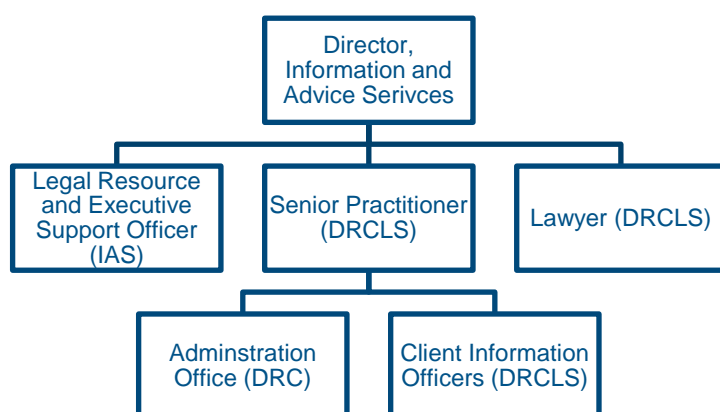 Director,
Information and
Advice Serivces
Legal Resource
and Executive
Support Officer
(IAS)
Senior Practitioner
(DRCLS)
Lawyer (DRCLS)
Adminstration
Office (DRC)
Client Information
Officers (DRCLS)